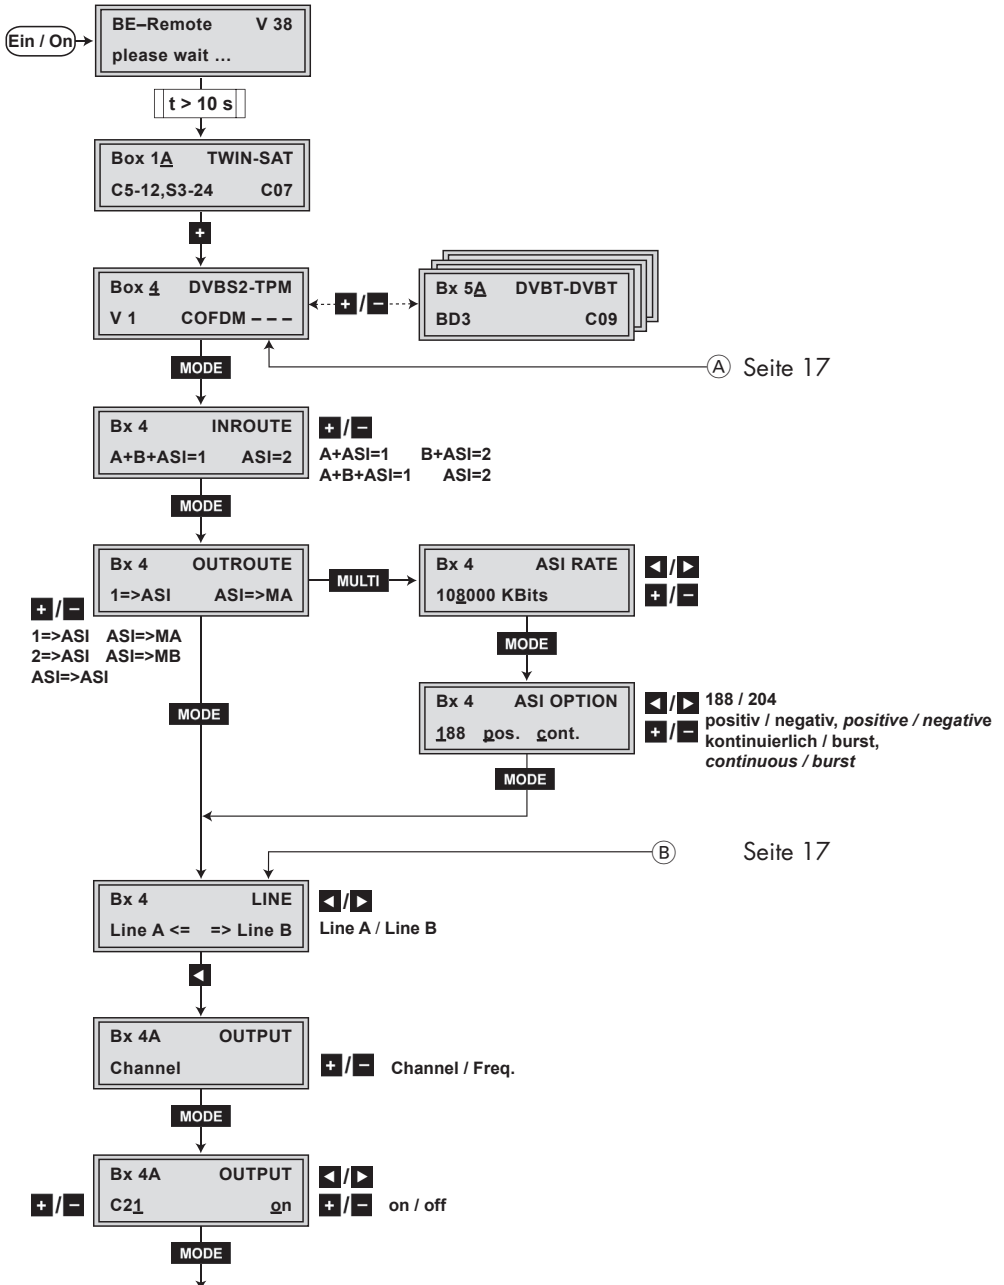 Ein / On
BE–Remote V 38
please wait ...
t > 10 s
Box 1A TWIN-SAT
C5-12,S3-24 C07
+
Box 4 DVBS2-TPM
V 1 COFDM – – –
+ / –
Bx 5A DVBT-DVBT
BD3 C09
MODE
A Seite 17
Bx 4 INROUTE
A+B+ASI=1 ASI=2
+ / –
A+ASI=1 B+ASI=2
A+B+ASI=1 ASI=2
MODE
Bx 4 OUTROUTE
1=>ASI ASI=>MA
+ / –
1=>ASI ASI=>MA
2=>ASI ASI=>MB
ASI=>ASI
MULTI
Bx 4 ASI RATE
108000 KBits
◄ / ►
+ / –
MODE
Bx 4 ASI OPTION
188 pos. cont.
◄ / ► 188 / 204
positiv / negativ, positive / negative
+ / –
kontinuierlich / burst,
continuous / burst
MODE
MODE
B Seite 17
Bx 4 LINE
Line A <= => Line B
◄ / ►
Line A / Line B
◄
Bx 4A OUTPUT
Channel
+ / – Channel / Freq.
MODE
Bx 4A OUTPUT
C21 on
+ / –
◄ / ►
+ / – on / off
MODE